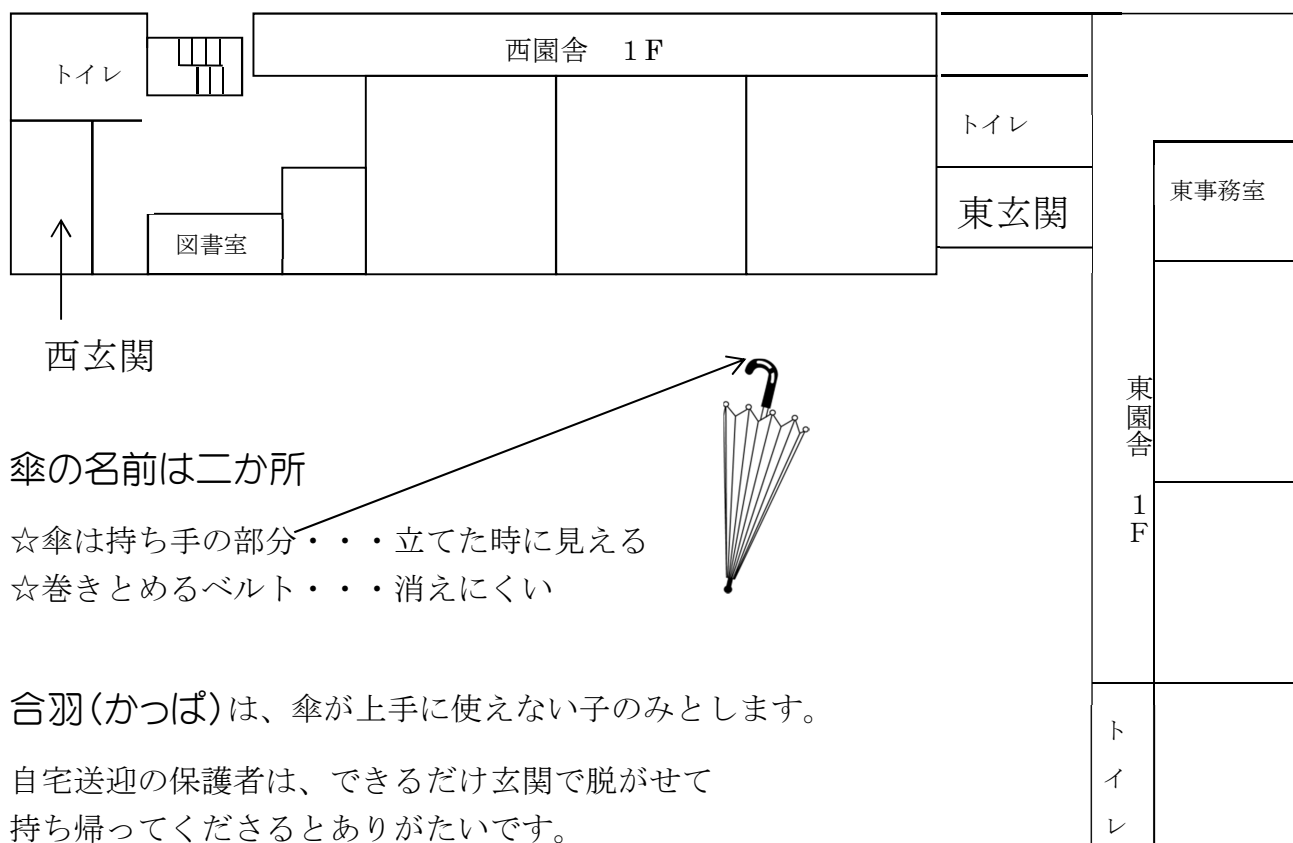 西園舎　１F
トイレ
トイレ
東事務室
東玄関
図書室
西玄関
東園舎　１F
傘の名前は二か所
☆傘は持ち手の部分・・・立てた時に見える
☆巻きとめるベルト・・・消えにくい
合羽(かっぱ)は、傘が上手に使えない子のみとします。
トイレ
自宅送迎の保護者は、できるだけ玄関で脱がせて
持ち帰ってくださるとありがたいです。